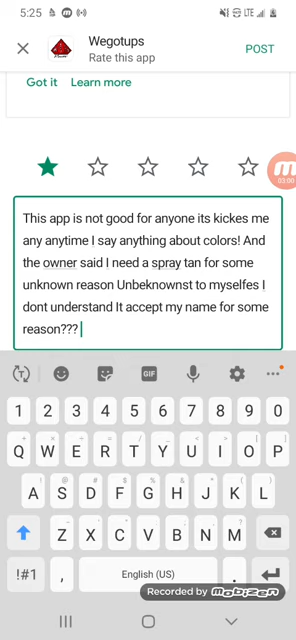 5:25
LTE
Wegotups
Rate this app
POST
Got it Learn more
03:00
This app is not good for anyone its kickes me
any anytime I say anything about colors! And
the owner said I need a spray tan for some
unknown reason Unbeknownst to myselfes I
dont understand It accept my name for some
reason???
GIF
1 2 3 4 5 6 7 8 9 0
Q W E R T Y U I O P
A S D F G H J K L
Z X C V B N M
!#1 , English (US) .
Recorded by mobizen